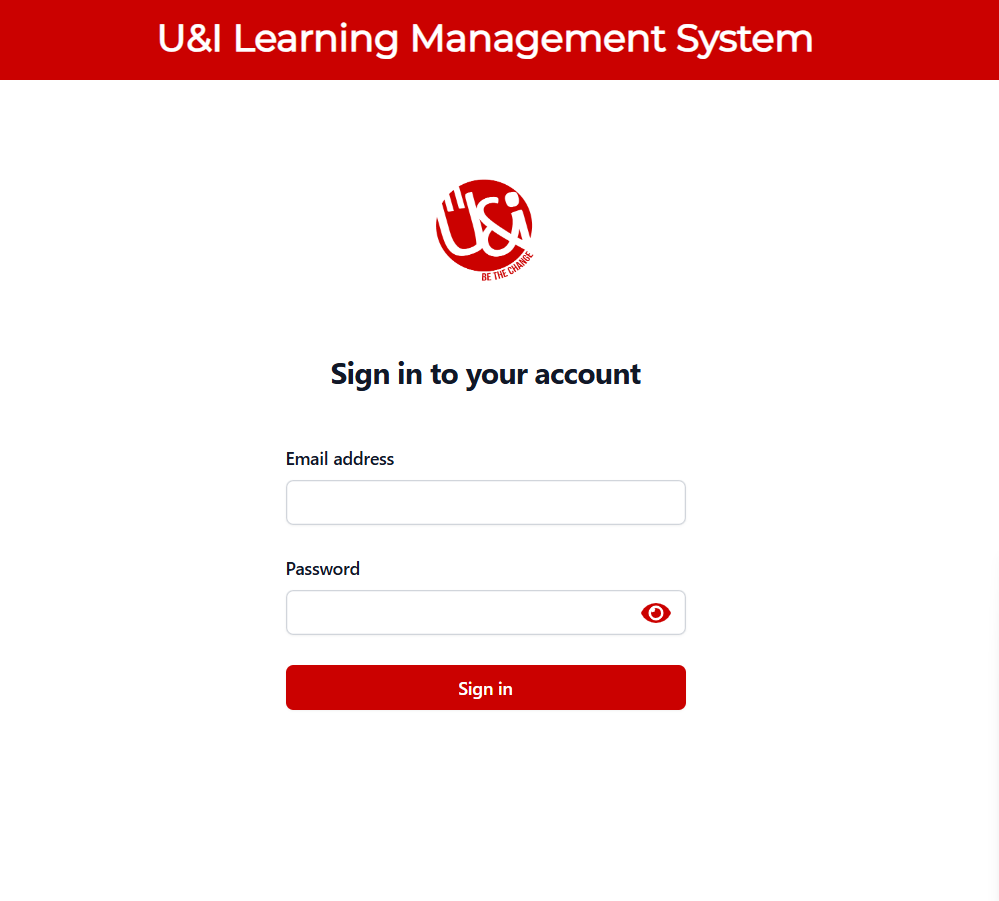 U&I Learning Management System
U&i
BE THE CHANGE
Sign in to your account
Email address
Password
Sign in